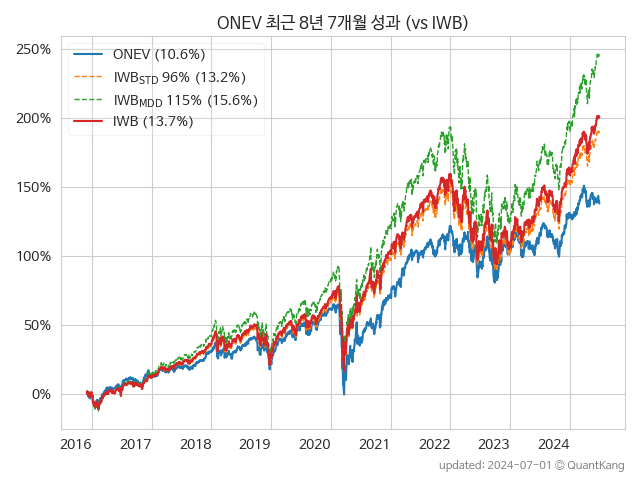 ONEV 최근 8년 7개월 성과 (vs IWB)
250%
200%
150%
100%
50%
0%
ONEV (10.6%)
IWB_STD 96% (13.2%)
IWB_MDD 115% (15.6%)
IWB (13.7%)
2016 2017 2018 2019 2020 2021 2022 2023 2024
updated: 2024-07-01 © QuantKang